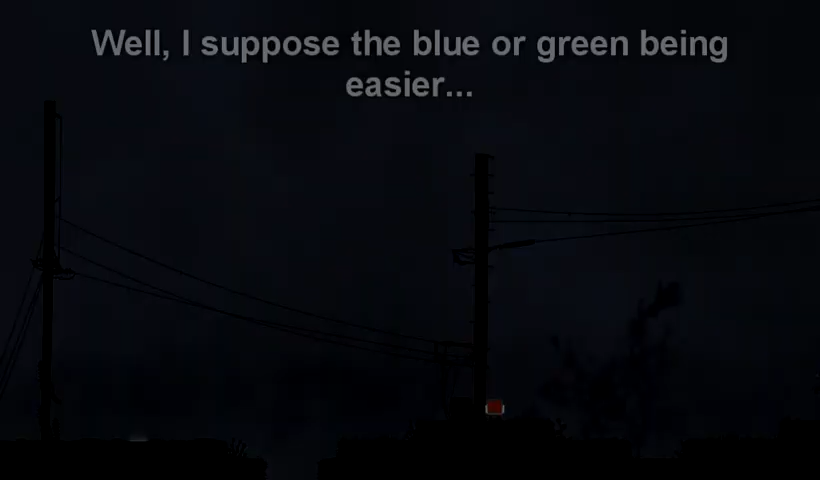 Well, I suppose the blue or green being
easier...